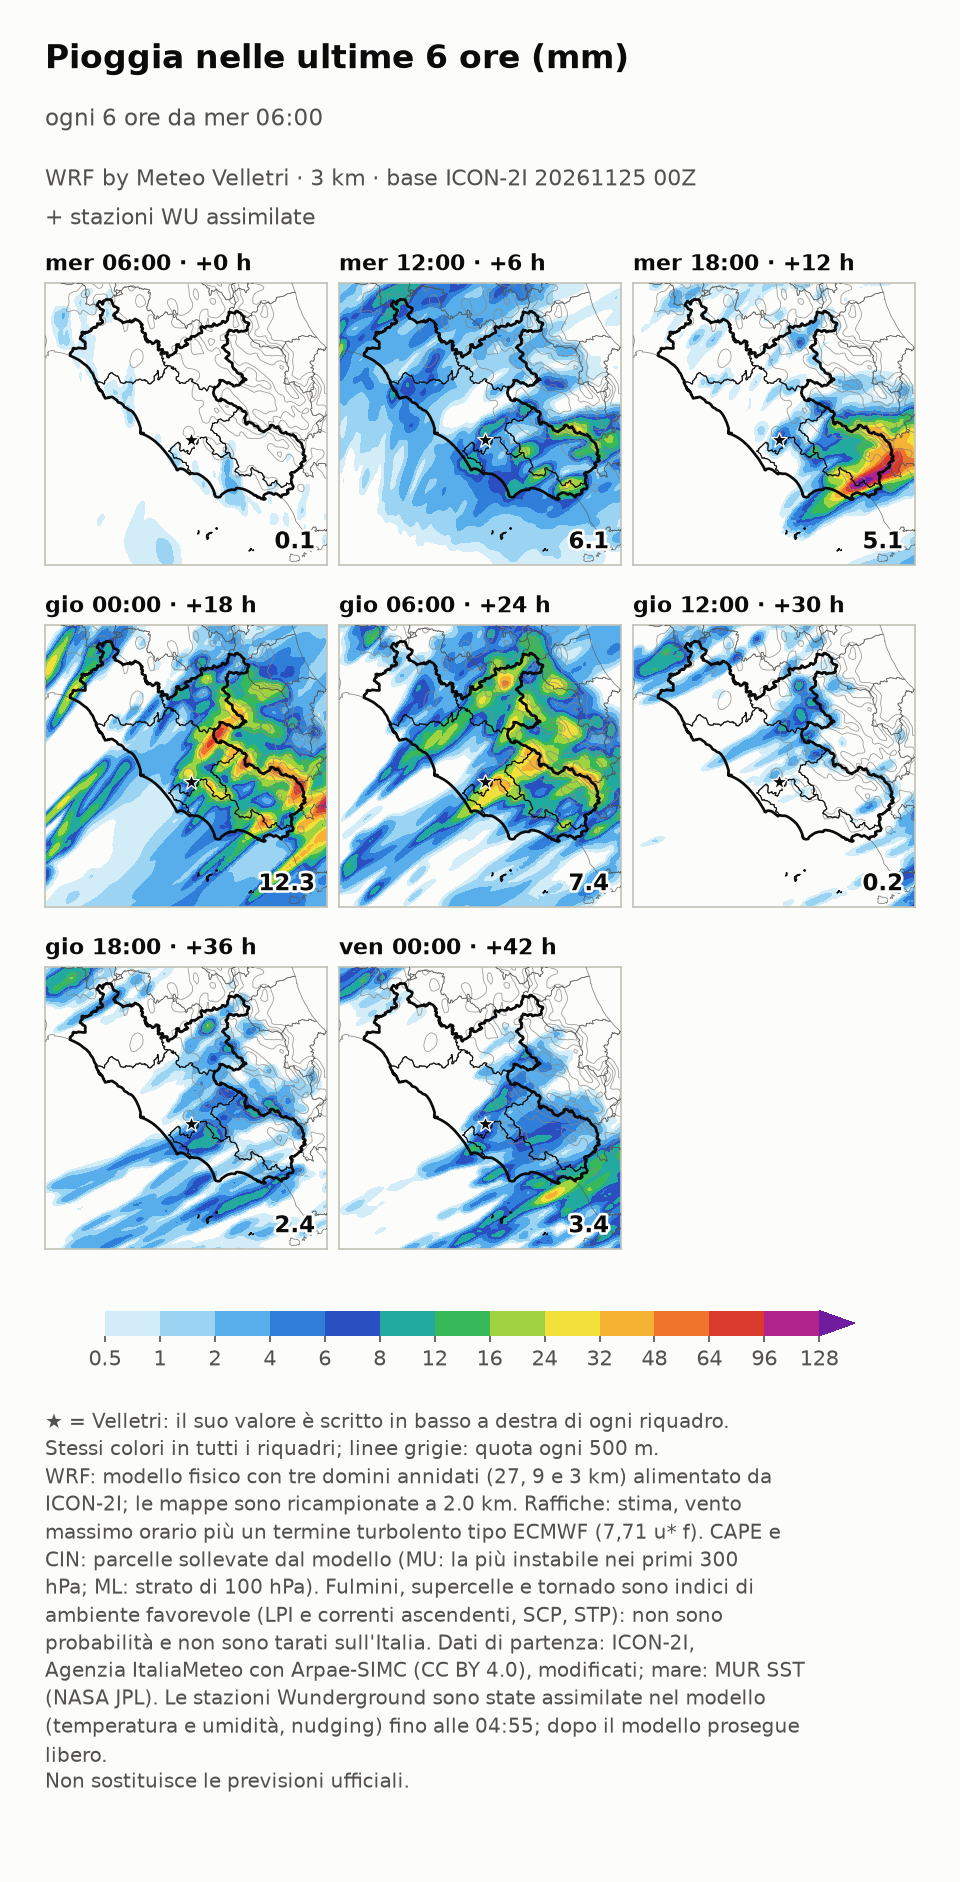 Pioggia nelle ultime 6 ore (mm)
ogni 6 ore da mer 06:00
WRF by Meteo Velletri · 3 km · base ICON-2I 20261125 00Z
+ stazioni WU assimilate
mer 06:00 · +0 h
mer 12:00 · +6 h
mer 18:00 · +12 h
0.1
6.1
5.1
gio 00:00 · +18 h
gio 06:00 · +24 h
gio 12:00 · +30 h
12.3
7.4
0.2
gio 18:00 · +36 h
ven 00:00 · +42 h
2.4
3.4
0.5 1 2 4 6 8 12 16 24 32 48 64 96 128
★ = Velletri: il suo valore è scritto in basso a destra di ogni riquadro.
Stessi colori in tutti i riquadri; linee grigie: quota ogni 500 m.
WRF: modello fisico con tre domini annidati (27, 9 e 3 km) alimentato da
ICON-2I; le mappe sono ricampionate a 2.0 km. Raffiche: stima, vento
massimo orario più un termine turbolento tipo ECMWF (7,71 u* f). CAPE e
CIN: parcelle sollevate dal modello (MU: la più instabile nei primi 300
hPa; ML: strato di 100 hPa). Fulmini, supercelle e tornado sono indici di
ambiente favorevole (LPI e correnti ascendenti, SCP, STP): non sono
probabilità e non sono tarati sull'Italia. Dati di partenza: ICON-2I,
Agenzia ItaliaMeteo con Arpae-SIMC (CC BY 4.0), modificati; mare: MUR SST
(NASA JPL). Le stazioni Wunderground sono state assimilate nel modello
(temperatura e umidità, nudging) fino alle 04:55; dopo il modello prosegue
libero.
Non sostituisce le previsioni ufficiali.